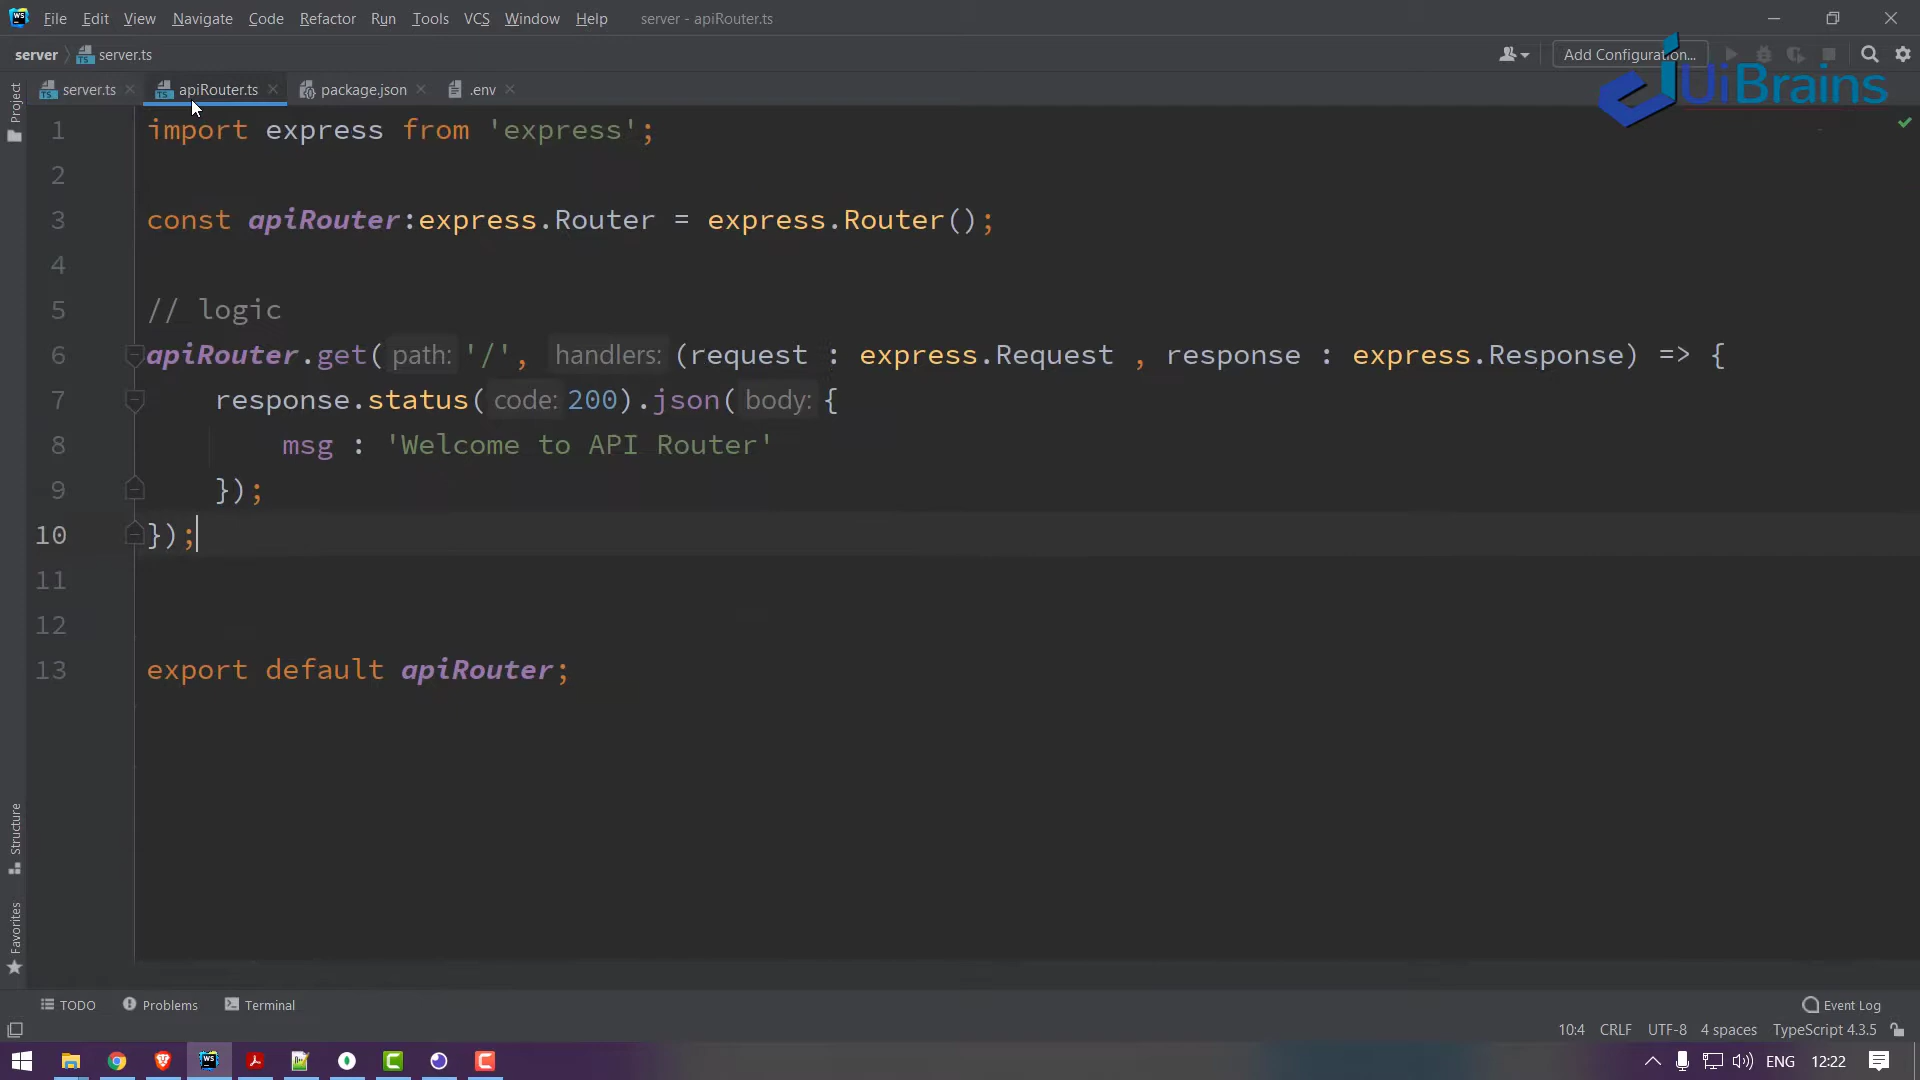 File Edit View Navigate Code Refactor Run Tools VCS Window Help server - apiRouter.ts
server server.ts Add Configuration...
UiBrains
server.ts apiRouter.ts package.json .env
Project
1 import express from 'express';
2
3 const apiRouter:express.Router = express.Router();
4
5 // logic
6 apiRouter.get( path: '/', handlers: (request : express.Request , response : express.Response) => {
7 response.status( code: 200).json( body: {
8 msg : 'Welcome to API Router'
9 });
10 });
11
12
13 export default apiRouter;
Structure
Favorites
TODO Problems Terminal Event Log
10:4 CRLF UTF-8 4 spaces TypeScript 4.3.5
ENG 12:22